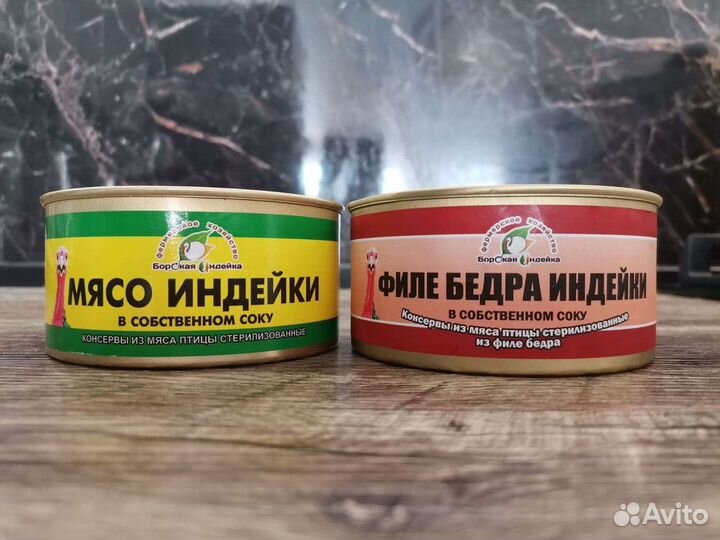 фермерское хозяйство
Борская Индейка
МЯСО ИНДЕЙКИ
В СОБСТВЕННОМ СОКУ
КОНСЕРВЫ ИЗ МЯСА ПТИЦЫ СТЕРИЛИЗОВАННЫЕ
фермерское хозяйство
Борская Индейка
ФИЛЕ БЕДРА ИНДЕЙКИ
В СОБСТВЕННОМ СОКУ
Консервы из мяса птицы стерилизованные
из филе бедра
Avito